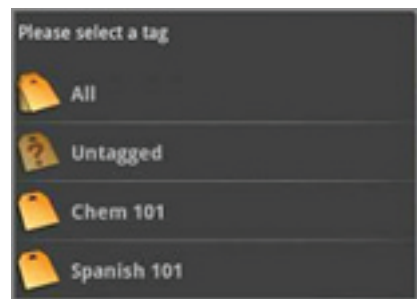 Please select a tag
All
Untagged
Chem 101
Spanish 101